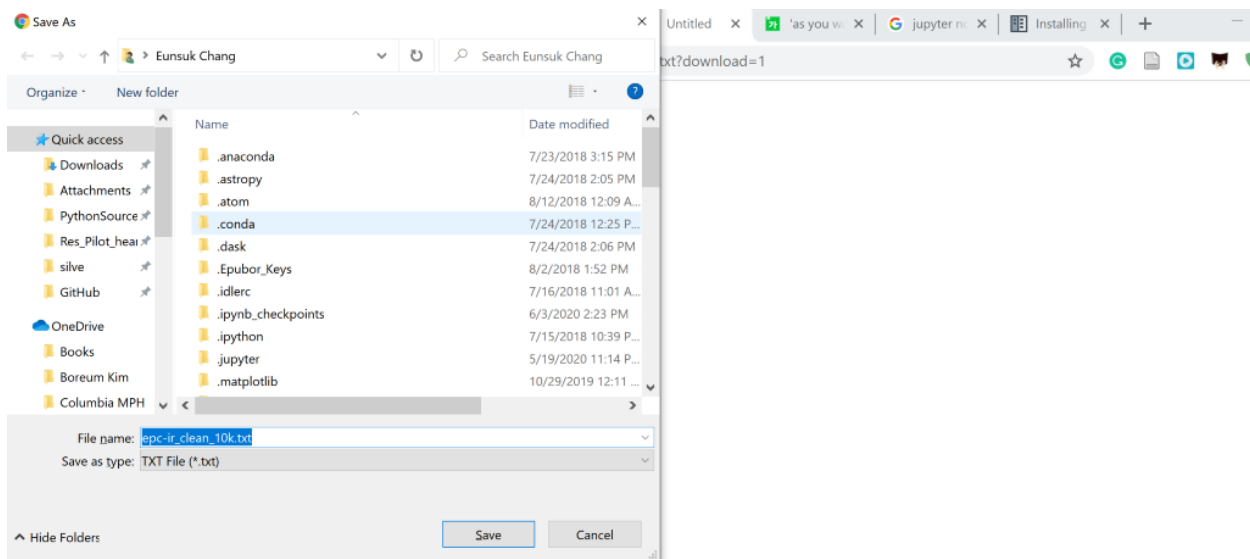 Save As
Eunsuk Chang
Search Eunsuk Chang
Organize
New folder
Name
Date modified
Quick access
Downloads
Attachments
PythonSource
Res_Pilot_hear
silve
GitHub
OneDrive
Books
Boreum Kim
Columbia MPH
.anaconda 7/23/2018 3:15 PM
.astropy 7/24/2018 2:05 PM
.atom 8/12/2018 12:09 A...
.conda 7/24/2018 12:25 P...
.dask 7/24/2018 2:06 PM
.Epubor_Keys 8/2/2018 1:52 PM
.idlerc 7/16/2018 11:01 A...
.ipynb_checkpoints 6/3/2020 2:23 PM
.ipython 7/15/2018 10:39 P...
.jupyter 5/19/2020 11:14 P...
.matplotlib 10/29/2019 12:11 ...
File name: epc-ir_clean_10k.txt
Save as type: TXT File (*.txt)
Hide Folders
Save
Cancel
Untitled
'as you w
jupyter n
Installing
txt?download=1